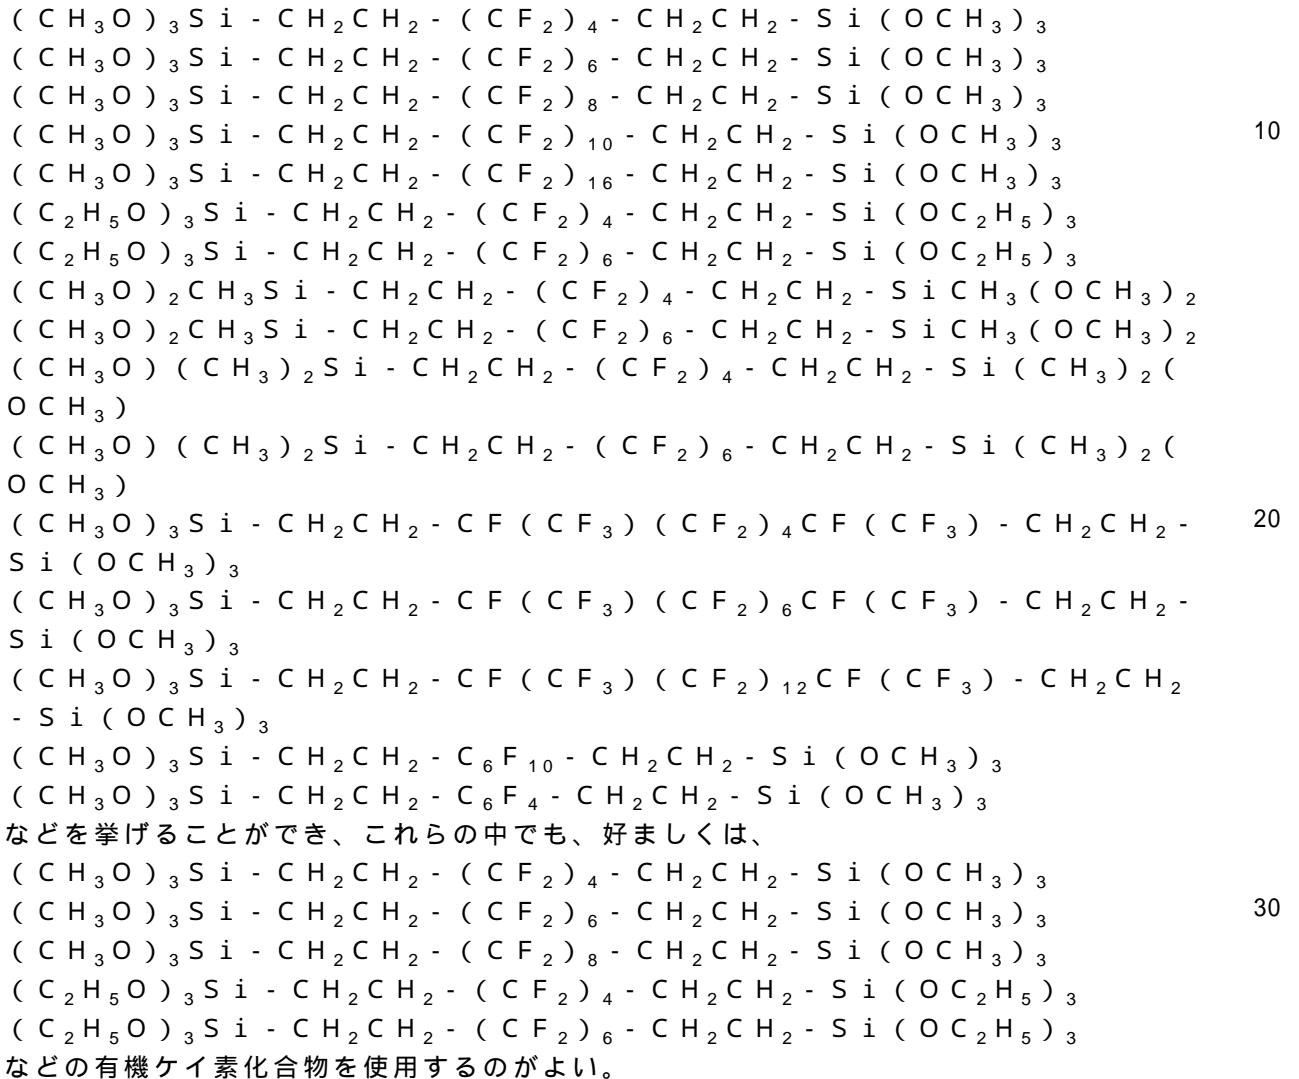 (CH₃O)₃Si-CH₂CH₂-(CF₂)₄-CH₂CH₂-Si(OCH₃)₃
(CH₃O)₃Si-CH₂CH₂-(CF₂)₆-CH₂CH₂-Si(OCH₃)₃
(CH₃O)₃Si-CH₂CH₂-(CF₂)₈-CH₂CH₂-Si(OCH₃)₃
(CH₃O)₃Si-CH₂CH₂-(CF₂)₁₀-CH₂CH₂-Si(OCH₃)₃ 10
(CH₃O)₃Si-CH₂CH₂-(CF₂)₁₆-CH₂CH₂-Si(OCH₃)₃
(C₂H₅O)₃Si-CH₂CH₂-(CF₂)₄-CH₂CH₂-Si(OC₂H₅)₃
(C₂H₅O)₃Si-CH₂CH₂-(CF₂)₆-CH₂CH₂-Si(OC₂H₅)₃
(CH₃O)₂CH₃Si-CH₂CH₂-(CF₂)₄-CH₂CH₂-SiCH₃(OCH₃)₂
(CH₃O)₂CH₃Si-CH₂CH₂-(CF₂)₆-CH₂CH₂-SiCH₃(OCH₃)₂
(CH₃O)(CH₃)₂Si-CH₂CH₂-(CF₂)₄-CH₂CH₂-Si(CH₃)₂(
OCH₃)
(CH₃O)(CH₃)₂Si-CH₂CH₂-(CF₂)₆-CH₂CH₂-Si(CH₃)₂(
OCH₃)
(CH₃O)₃Si-CH₂CH₂-CF(CF₃)(CF₂)₄CF(CF₃)-CH₂CH₂- 20
Si(OCH₃)₃
(CH₃O)₃Si-CH₂CH₂-CF(CF₃)(CF₂)₆CF(CF₃)-CH₂CH₂-
Si(OCH₃)₃
(CH₃O)₃Si-CH₂CH₂-CF(CF₃)(CF₂)₁₂CF(CF₃)-CH₂CH₂
-Si(OCH₃)₃
(CH₃O)₃Si-CH₂CH₂-C₆F₁₀-CH₂CH₂-Si(OCH₃)₃
(CH₃O)₃Si-CH₂CH₂-C₆F₄-CH₂CH₂-Si(OCH₃)₃
などを挙げることができ、これらの中でも、好ましくは、
(CH₃O)₃Si-CH₂CH₂-(CF₂)₄-CH₂CH₂-Si(OCH₃)₃
(CH₃O)₃Si-CH₂CH₂-(CF₂)₆-CH₂CH₂-Si(OCH₃)₃ 30
(CH₃O)₃Si-CH₂CH₂-(CF₂)₈-CH₂CH₂-Si(OCH₃)₃
(C₂H₅O)₃Si-CH₂CH₂-(CF₂)₄-CH₂CH₂-Si(OC₂H₅)₃
(C₂H₅O)₃Si-CH₂CH₂-(CF₂)₆-CH₂CH₂-Si(OC₂H₅)₃
などの有機ケイ素化合物を使用するのがよい。